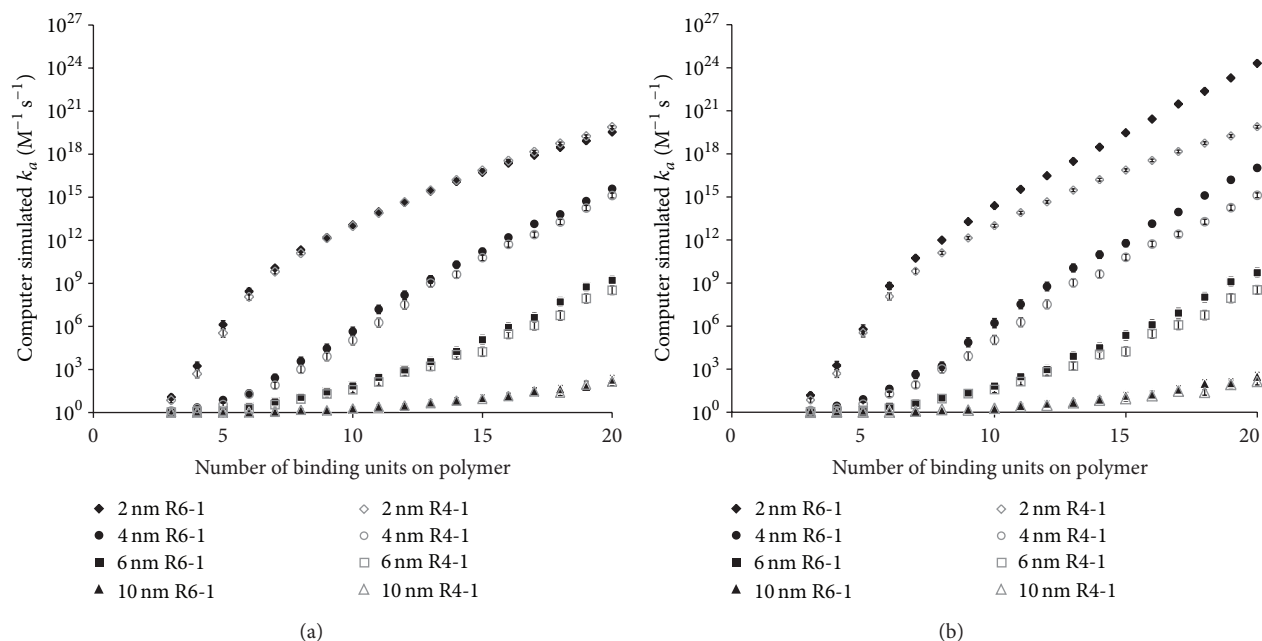 10^27
10^24
10^21
10^18
10^15
10^12
10^9
10^6
10^3
10^0
0 5 10 15 20
Computer simulated k_a (M^−1 s^−1)
Number of binding units on polymer
2 nm R6-1 2 nm R4-1
4 nm R6-1 4 nm R4-1
6 nm R6-1 6 nm R4-1
10 nm R6-1 10 nm R4-1
(a)
10^27
10^24
10^21
10^18
10^15
10^12
10^9
10^6
10^3
10^0
0 5 10 15 20
Computer simulated k_a (M^−1 s^−1)
Number of binding units on polymer
2 nm R6-1 2 nm R4-1
4 nm R6-1 4 nm R4-1
6 nm R6-1 6 nm R4-1
10 nm R6-1 10 nm R4-1
(b)